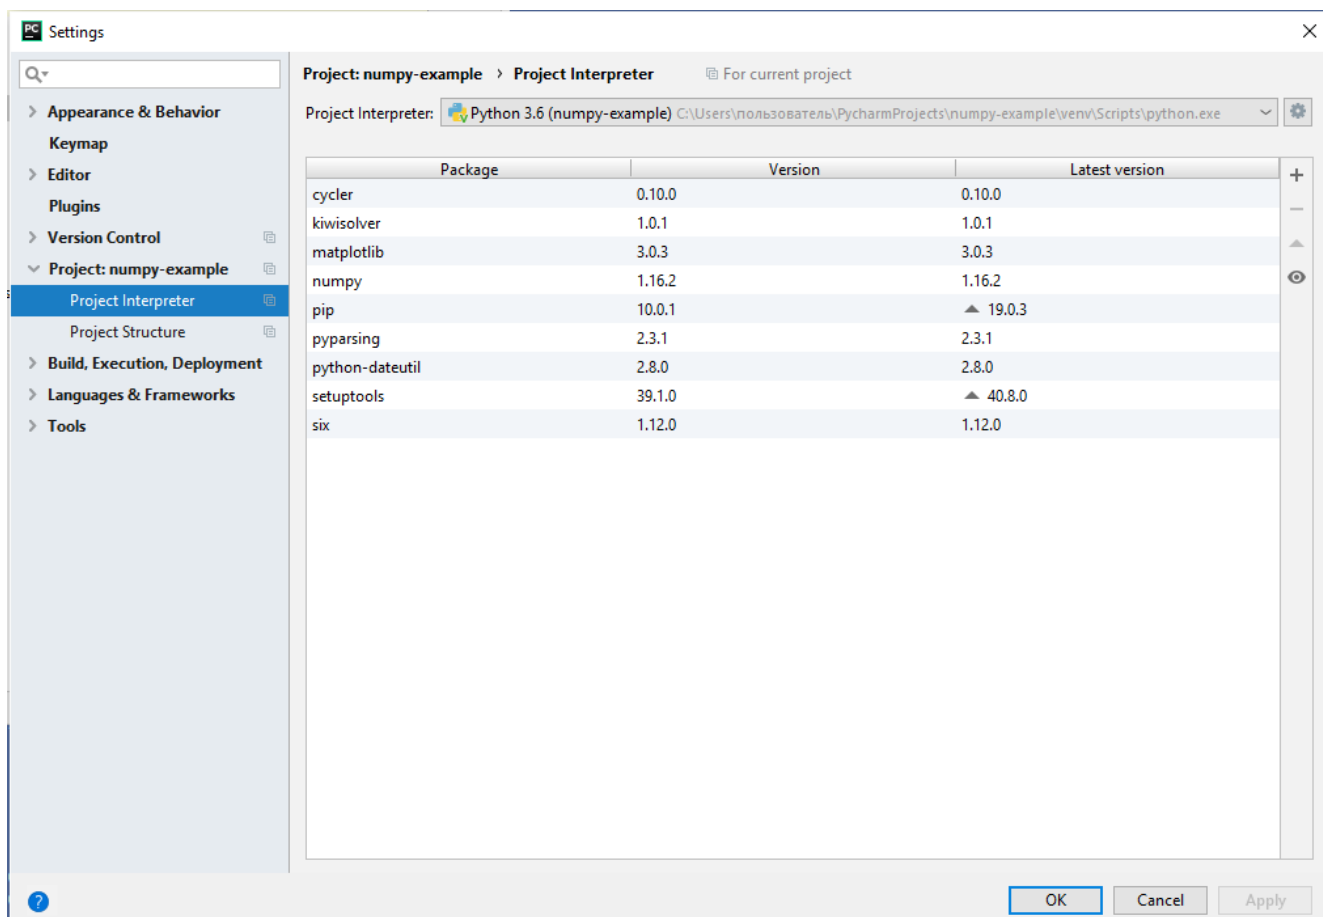 PC Settings
Project: numpy-example › Project Interpreter For current project
Appearance & Behavior
Project Interpreter: Python 3.6 (numpy-example) C:\Users\пользователь\PycharmProjects\numpy-example\venv\Scripts\python.exe
Keymap
Editor
Plugins
Version Control
Project: numpy-example
Project Interpreter
Project Structure
Build, Execution, Deployment
Languages & Frameworks
Tools
Package Version Latest version
cycler 0.10.0 0.10.0
kiwisolver 1.0.1 1.0.1
matplotlib 3.0.3 3.0.3
numpy 1.16.2 1.16.2
pip 10.0.1 19.0.3
pyparsing 2.3.1 2.3.1
python-dateutil 2.8.0 2.8.0
setuptools 39.1.0 40.8.0
six 1.12.0 1.12.0
? OK Cancel Apply